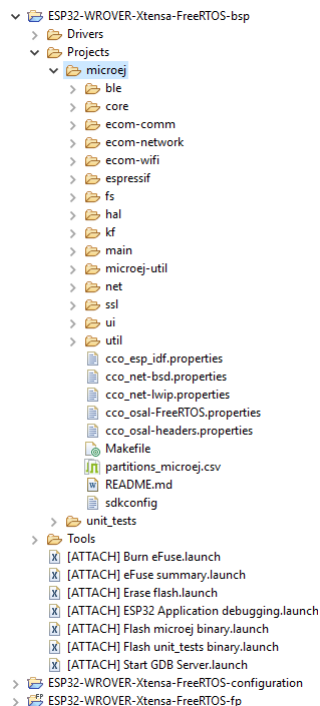 ESP32-WROVER-Xtensa-FreeRTOS-bsp
Drivers
Projects
microej
ble
core
ecom-comm
ecom-network
ecom-wifi
espressif
fs
hal
kf
main
microej-util
net
ssl
ui
util
cco_esp_idf.properties
cco_net-bsd.properties
cco_net-lwip.properties
cco_osal-FreeRTOS.properties
cco_osal-headers.properties
Makefile
partitions_microej.csv
README.md
sdkconfig
unit_tests
Tools
[ATTACH] Burn eFuse.launch
[ATTACH] eFuse summary.launch
[ATTACH] Erase flash.launch
[ATTACH] ESP32 Application debugging.launch
[ATTACH] Flash microej binary.launch
[ATTACH] Flash unit_tests binary.launch
[ATTACH] Start GDB Server.launch
ESP32-WROVER-Xtensa-FreeRTOS-configuration
ESP32-WROVER-Xtensa-FreeRTOS-fp